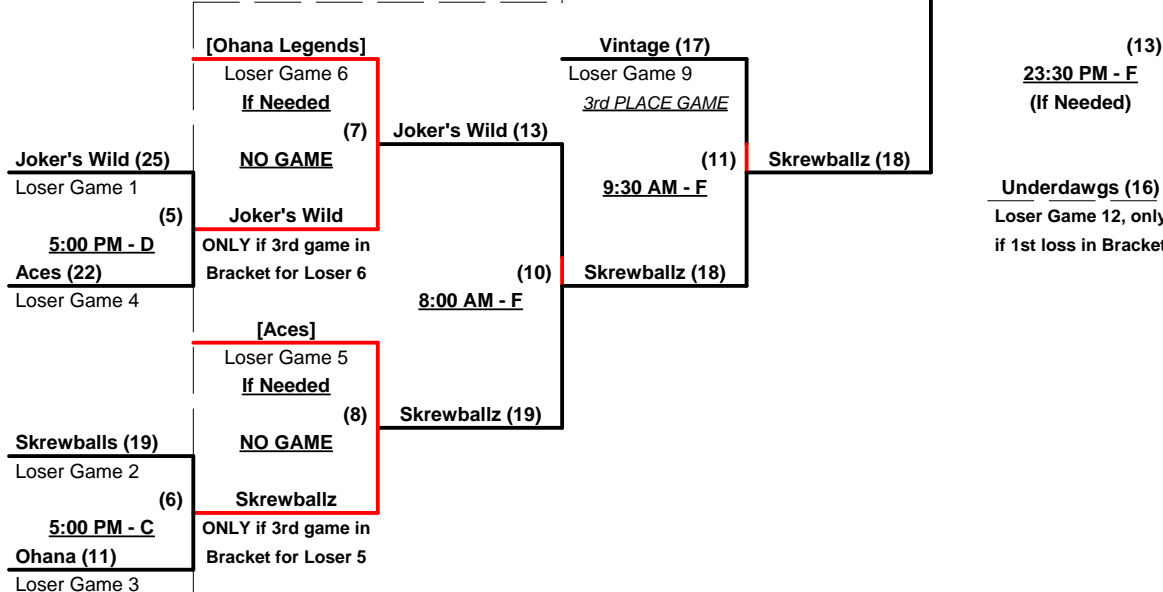 [Ohana Legends]
Loser Game 6
If Needed
(7)
NO GAME
Joker's Wild
ONLY if 3rd game in
Bracket for Loser 6
Joker's Wild (25)
Loser Game 1
(5)
5:00 PM - D
Aces (22)
Loser Game 4
[Aces]
Loser Game 5
If Needed
(8)
NO GAME
Skrewballz
ONLY if 3rd game in
Bracket for Loser 5
Skrewballs (19)
Loser Game 2
(6)
5:00 PM - C
Ohana (11)
Loser Game 3
Joker's Wild (13)
(10)
8:00 AM - F
Skrewballz (19)
Vintage (17)
Loser Game 9
3rd PLACE GAME
(11)
9:30 AM - F
Skrewballz (18)
Skrewballz (18)
(13)
23:30 PM - F
(If Needed)
Underdawgs (16)
Loser Game 12, only
if 1st loss in Bracket